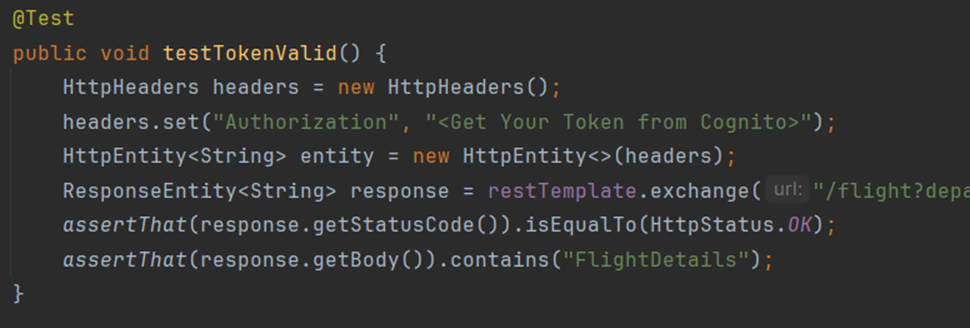 @Test
public void testTokenValid() {
HttpHeaders headers = new HttpHeaders();
headers.set("Authorization", "<Get Your Token from Cognito>");
HttpEntity<String> entity = new HttpEntity<>(headers);
ResponseEntity<String> response = restTemplate.exchange( url: "/flight?depa
assertThat(response.getStatusCode()).isEqualTo(HttpStatus.OK);
assertThat(response.getBody()).contains("FlightDetails");
}